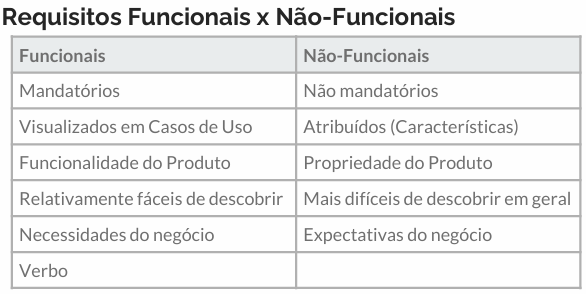 Requisitos Funcionais x Não-Funcionais
Funcionais Não-Funcionais
Mandatórios Não mandatórios
Visualizados em Casos de Uso Atribuídos (Características)
Funcionalidade do Produto Propriedade do Produto
Relativamente fáceis de descobrir Mais difíceis de descobrir em geral
Necessidades do negócio Expectativas do negócio
Verbo